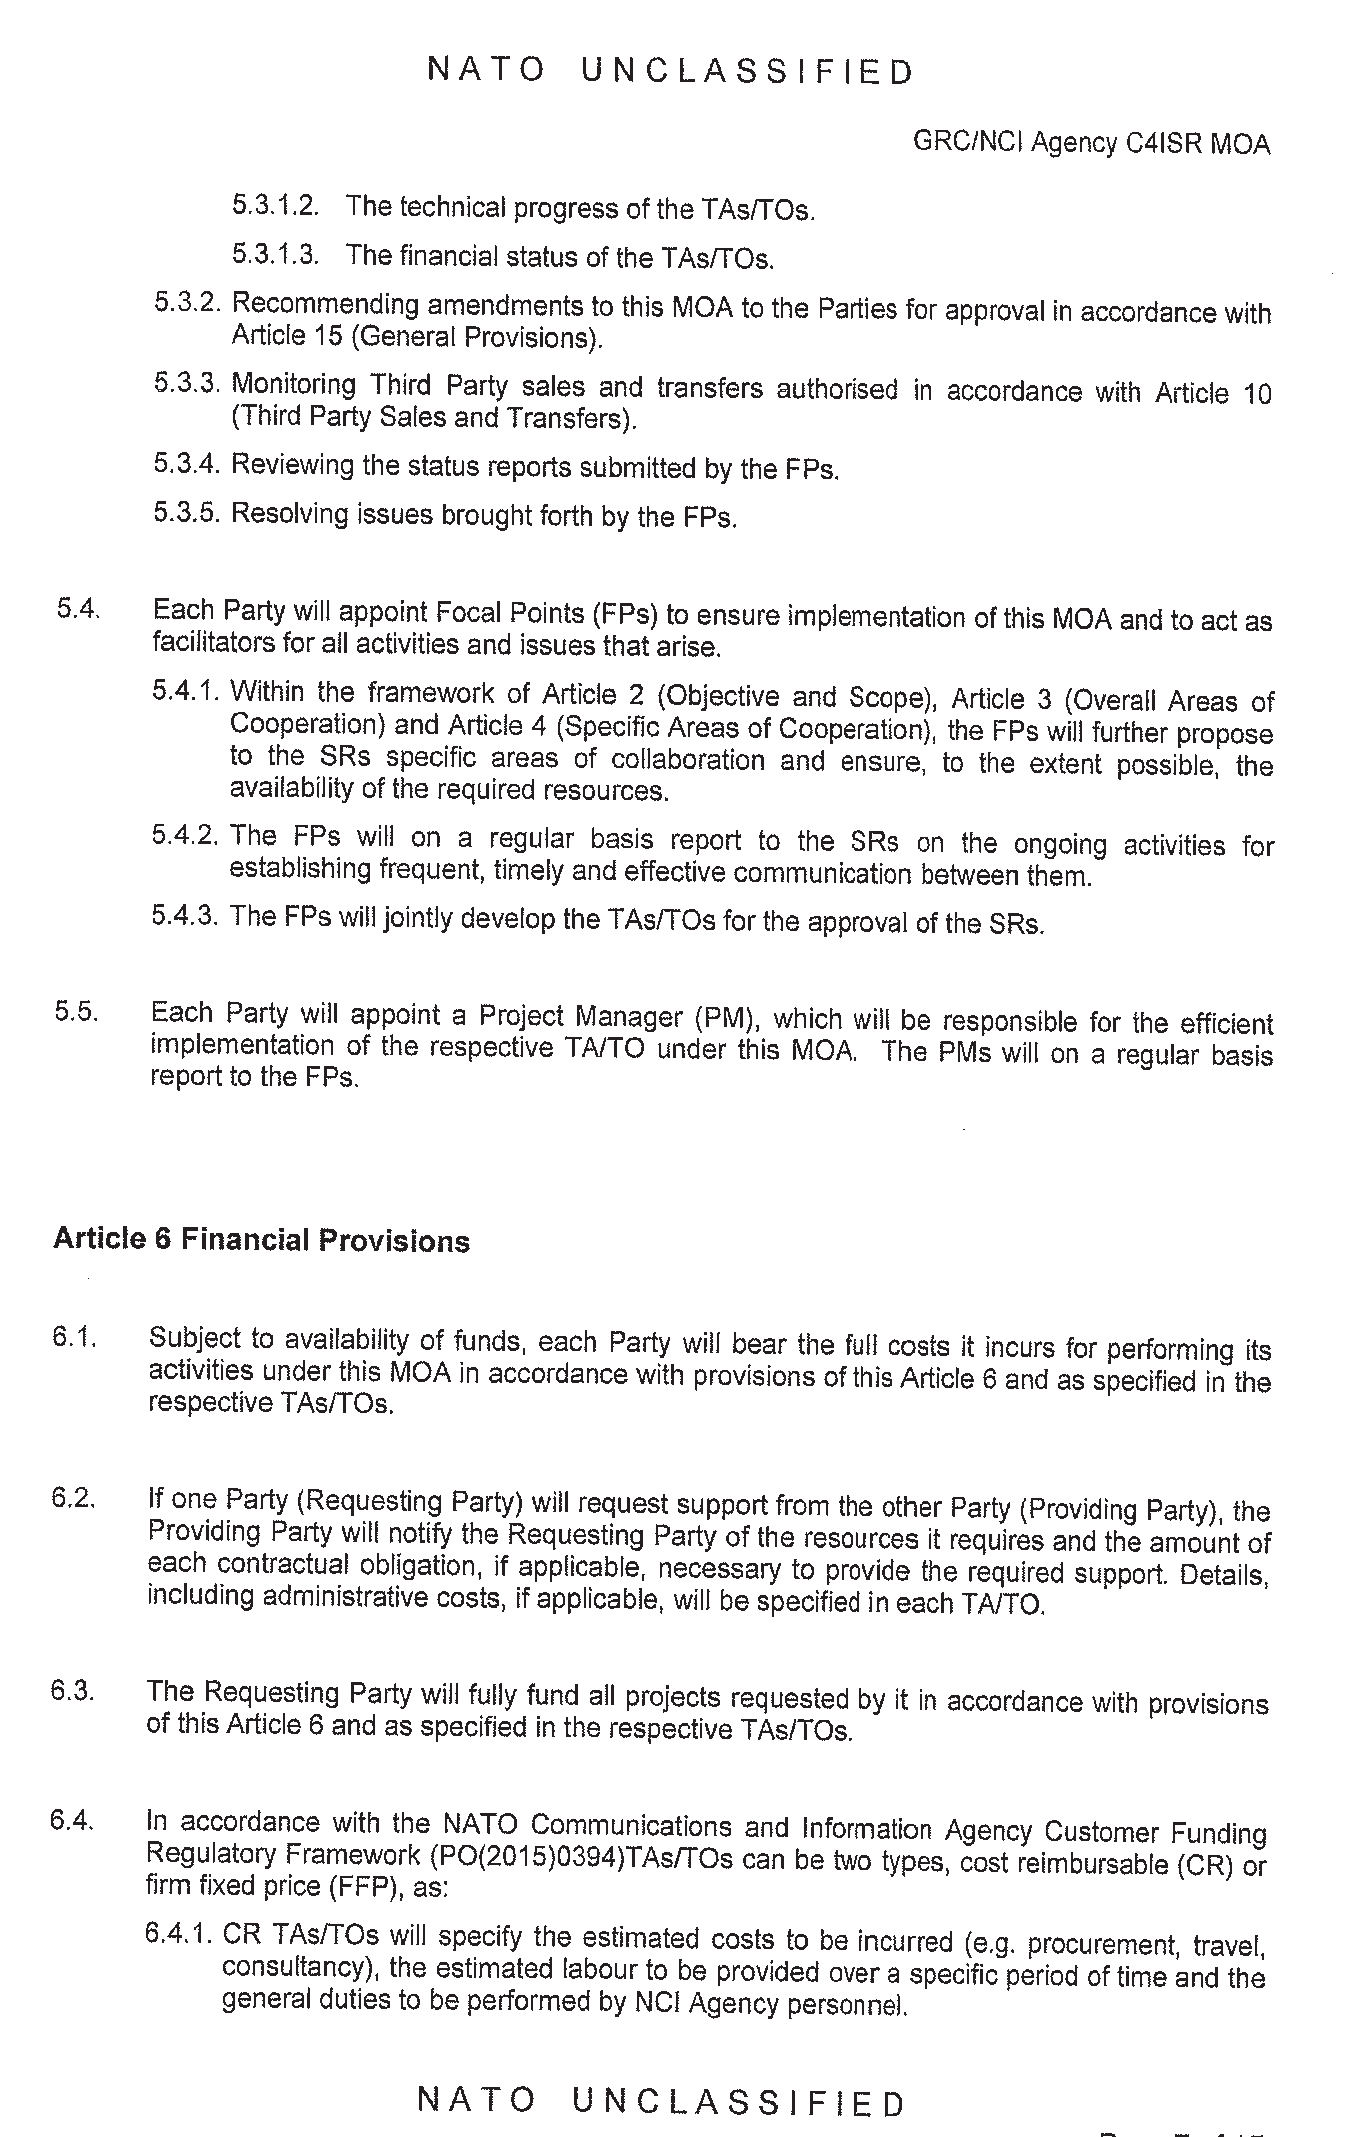 NATO UNCLASSIFIED
GRC/NCI Agency C4ISR MOA
5.3.1.2. The technical progress of the TAs/TOs.
5.3.1.3. The financial status of the TAs/TOs.
5.3.2. Recommending amendments to this MOA to the Parties for approval in accordance with
Article 15 (General Provisions).
5.3.3. Monitoring Third Party sales and transfers authorised in accordance with Article 10
(Third Party Sales and Transfers).
5.3.4. Reviewing the status reports submitted by the FPs.
5.3.5. Resolving issues brought forth by the FPs.
5.4. Each Party will appoint Focal Points (FPs) to ensure implementation of this MOA and to act as
facilitators for all activities and issues that arise.
5.4.1. Within the framework of Article 2 (Objective and Scope), Article 3 (Overall Areas of
Cooperation) and Article 4 (Specific Areas of Cooperation), the FPs will further propose
to the SRs specific areas of collaboration and ensure, to the extent possible, the
availability of the required resources.
5.4.2. The FPs will on a regular basis report to the SRs on the ongoing activities for
establishing frequent, timely and effective communication between them.
5.4.3. The FPs will jointly develop the TAs/TOs for the approval of the SRs.
5.5. Each Party will appoint a Project Manager (PM), which will be responsible for the efficient
implementation of the respective TA/TO under this MOA. The PMs will on a regular basis
report to the FPs.
Article 6 Financial Provisions
6.1. Subject to availability of funds, each Party will bear the full costs it incurs for performing its
activities under this MOA in accordance with provisions of this Article 6 and as specified in the
respective TAs/TOs.
6.2. If one Party (Requesting Party) will request support from the other Party (Providing Party), the
Providing Party will notify the Requesting Party of the resources it requires and the amount of
each contractual obligation, if applicable, necessary to provide the required support. Details,
including administrative costs, if applicable, will be specified in each TA/TO.
6.3. The Requesting Party will fully fund all projects requested by it in accordance with provisions
of this Article 6 and as specified in the respective TAs/TOs.
6.4. In accordance with the NATO Communications and Information Agency Customer Funding
Regulatory Framework (PO(2015)0394)TAs/TOs can be two types, cost reimbursable (CR) or
firm fixed price (FFP), as:
6.4.1. CR TAs/TOs will specify the estimated costs to be incurred (e.g. procurement, travel,
consultancy), the estimated labour to be provided over a specific period of time and the
general duties to be performed by NCI Agency personnel.
NATO UNCLASSIFIED